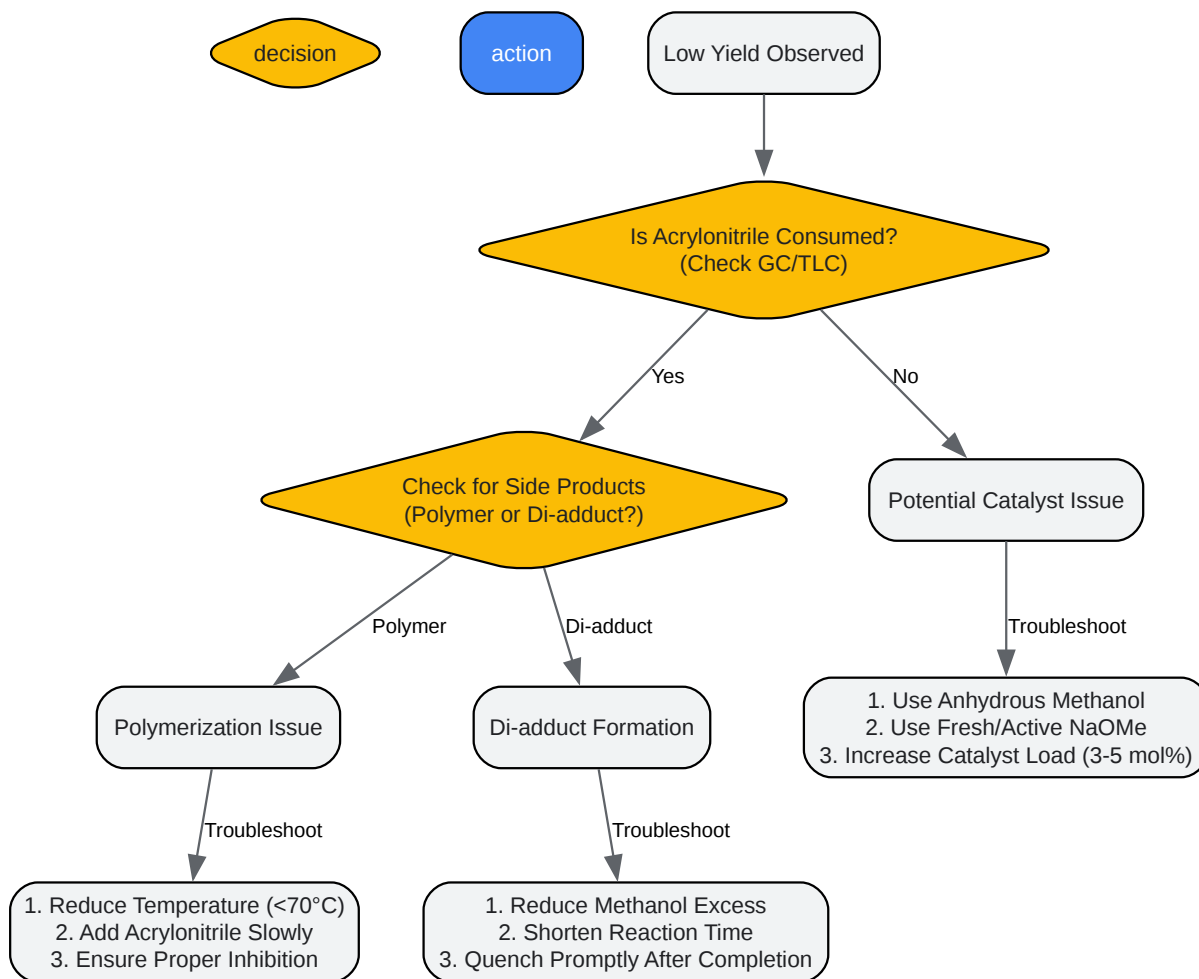 decision
action
Low Yield Observed
Is Acrylonitrile Consumed?
(Check GC/TLC)
Yes
No
Check for Side Products
(Polymer or Di-adduct?)
Potential Catalyst Issue
Polymer
Di-adduct
Troubleshoot
Polymerization Issue
Di-adduct Formation
1. Use Anhydrous Methanol
2. Use Fresh/Active NaOMe
3. Increase Catalyst Load (3-5 mol%)
Troubleshoot
Troubleshoot
1. Reduce Temperature (<70°C)
2. Add Acrylonitrile Slowly
3. Ensure Proper Inhibition
1. Reduce Methanol Excess
2. Shorten Reaction Time
3. Quench Promptly After Completion